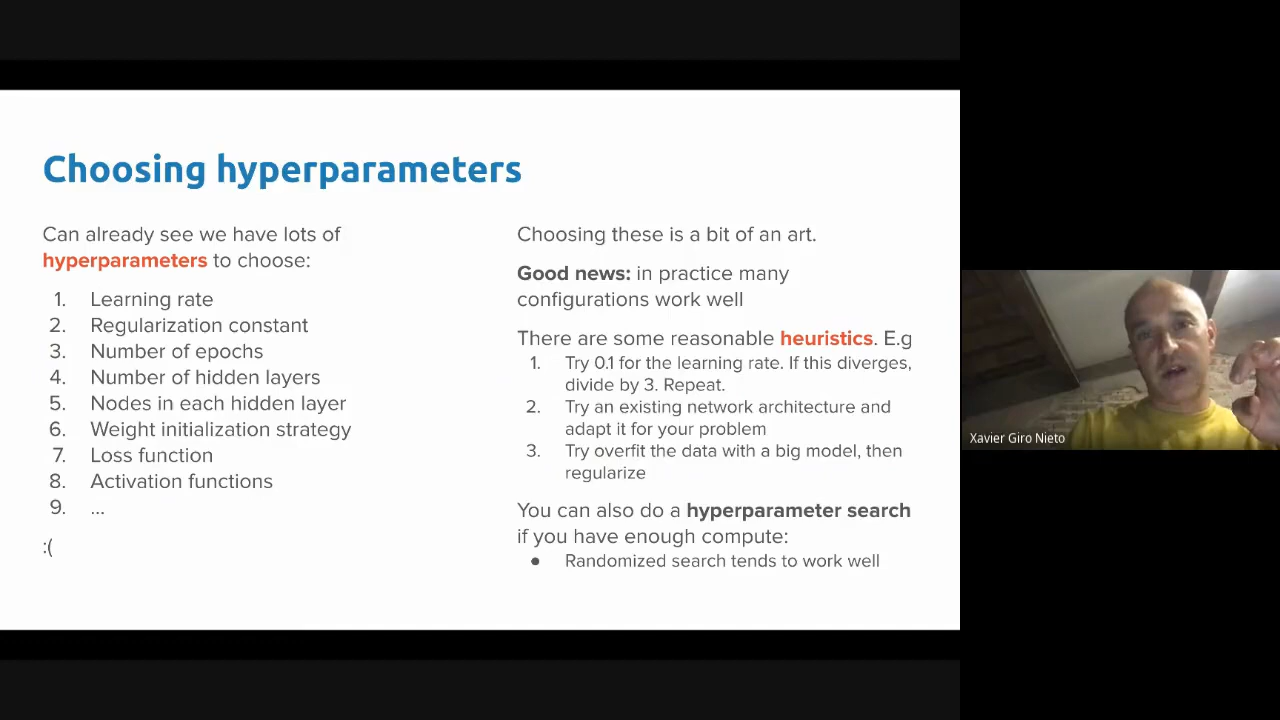 Choosing hyperparameters
Can already see we have lots of
hyperparameters to choose:
1. Learning rate
2. Regularization constant
3. Number of epochs
4. Number of hidden layers
5. Nodes in each hidden layer
6. Weight initialization strategy
7. Loss function
8. Activation functions
9. ...
:(
Choosing these is a bit of an art.
Good news: in practice many
configurations work well
There are some reasonable heuristics. E.g
1. Try 0.1 for the learning rate. If this diverges,
divide by 3. Repeat.
2. Try an existing network architecture and
adapt it for your problem
3. Try overfit the data with a big model, then
regularize
You can also do a hyperparameter search
if you have enough compute:
● Randomized search tends to work well
Xavier Giro Nieto